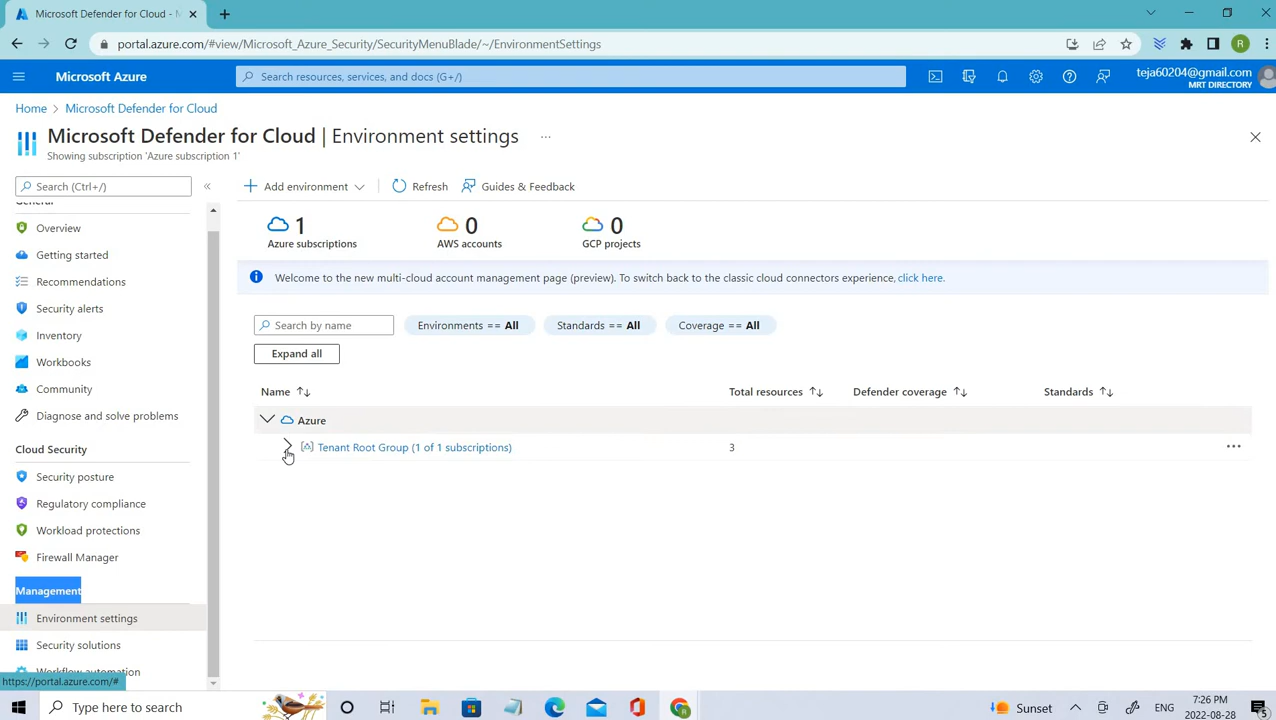 Microsoft Defender for Cloud - M
portal.azure.com/#view/Microsoft_Azure_Security/SecurityMenuBlade/~/EnvironmentSettings
R
Microsoft Azure
Search resources, services, and docs (G+/)
teja60204@gmail.com
MRT DIRECTORY
Home > Microsoft Defender for Cloud
Microsoft Defender for Cloud | Environment settings ...
Showing subscription 'Azure subscription 1'
Search (Ctrl+/)
«
Add environment
Refresh
Guides & Feedback
General
Overview
Getting started
Recommendations
Security alerts
Inventory
Workbooks
Community
Diagnose and solve problems
Cloud Security
Security posture
Regulatory compliance
Workload protections
Firewall Manager
Management
Environment settings
Security solutions
Workflow automation
https://portal.azure.com/#
1
Azure subscriptions
0
AWS accounts
0
GCP projects
Welcome to the new multi-cloud account management page (preview). To switch back to the classic cloud connectors experience, click here.
Search by name
Environments == All
Standards == All
Coverage == All
Expand all
Name ↑↓
Total resources ↑↓
Defender coverage ↑↓
Standards ↑↓
Azure
Tenant Root Group (1 of 1 subscriptions)
3
...
Type here to search
Sunset
ENG
7:26 PM
2022-08-28